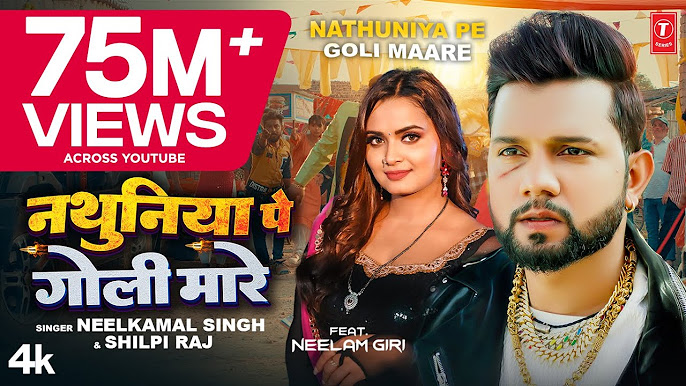 75M+
VIEWS
ACROSS YOUTUBE
NATHUNIYA PE
GOLI MAARE
T
SERIES
नथुनिया पे
गोली मारे
SINGER NEELKAMAL SINGH
& SHILPI RAJ
FEAT.
NEELAM GIRI
4k